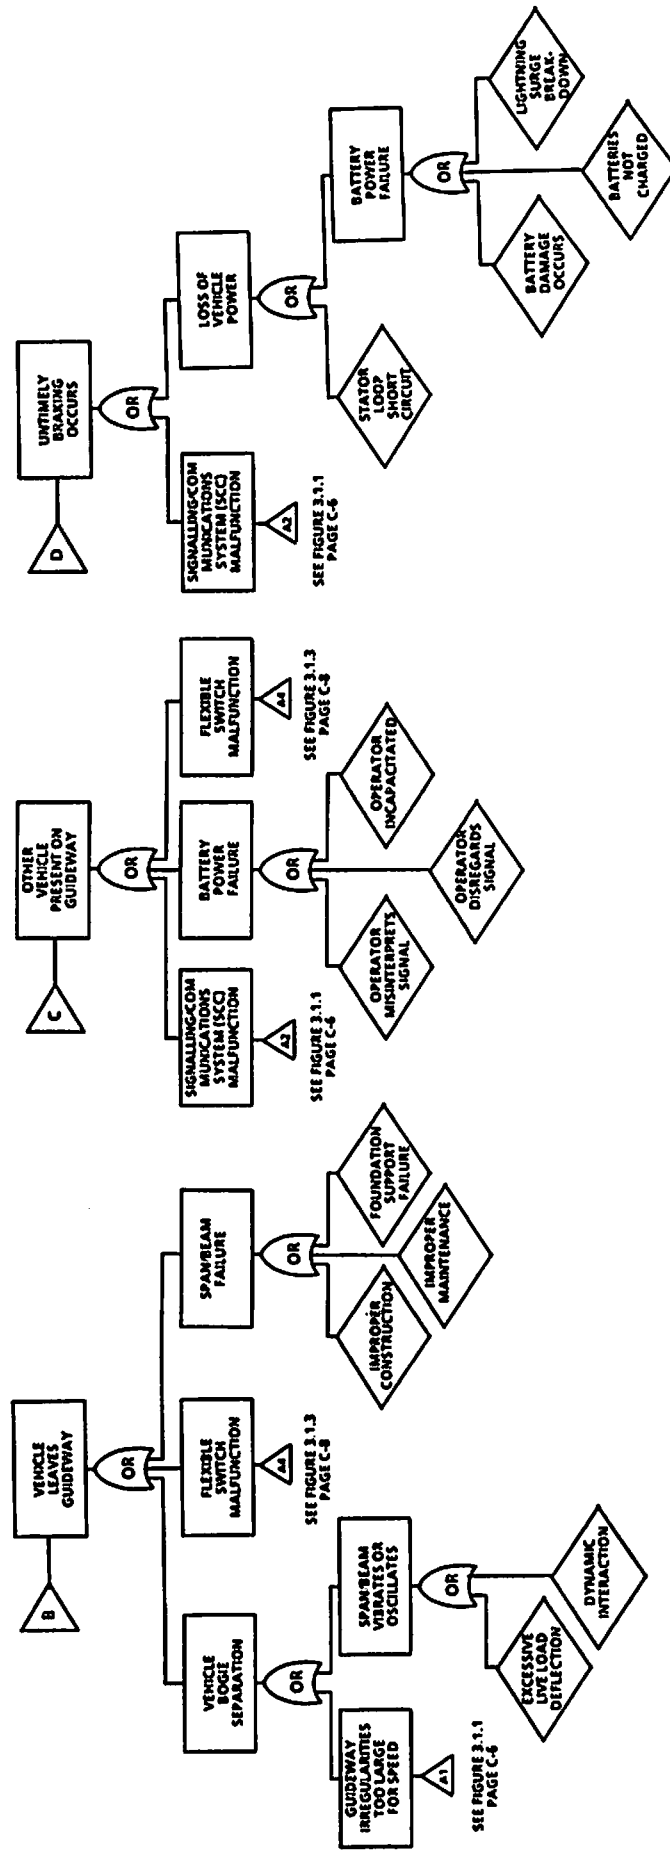 B
VEHICLE
LEAVES
GUIDEWAY
OR
VEHICLE
BOGIE
SEPARATION
OR
GUIDEWAY
IRREGULARITIES
TOO LARGE
FOR SPEED
A1
SEE FIGURE 3.1.1
PAGE C-6
SPAN/BEAM
VIBRATES OR
OSCILLATES
OR
EXCESSIVE
LIVE LOAD
DEFLECTION
DYNAMIC
INTERACTION
FLEXIBLE
SWITCH
MALFUNCTION
A4
SEE FIGURE 3.1.3
PAGE C-8
SPAN/BEAM
FAILURE
OR
IMPROPER
CONSTRUCTION
IMPROPER
MAINTENANCE
FOUNDATION
SUPPORT
FAILURE
C
OTHER
VEHICLE
PRESENT ON
GUIDEWAY
OR
SIGNALLING/COM
MUNICATIONS
SYSTEM (SCC)
MALFUNCTION
A2
SEE FIGURE 3.1.1
PAGE C-6
BATTERY
POWER
FAILURE
OR
OPERATOR
MISINTERPRETS
SIGNAL
OPERATOR
DISREGARDS
SIGNAL
OPERATOR
INCAPACITATED
FLEXIBLE
SWITCH
MALFUNCTION
A4
SEE FIGURE 3.1.3
PAGE C-8
D
UNTIMELY
BRAKING
OCCURS
OR
SIGNALLING/COM
MUNICATIONS
SYSTEM (SCC)
MALFUNCTION
A2
SEE FIGURE 3.1.1
PAGE C-6
LOSS OF
VEHICLE
POWER
OR
STATOR
LOOP
SHORT
CIRCUIT
BATTERY
POWER
FAILURE
OR
BATTERY
DAMAGE
OCCURS
BATTERIES
NOT
CHARGED
LIGHTNING
SURGE
BREAK-
DOWN